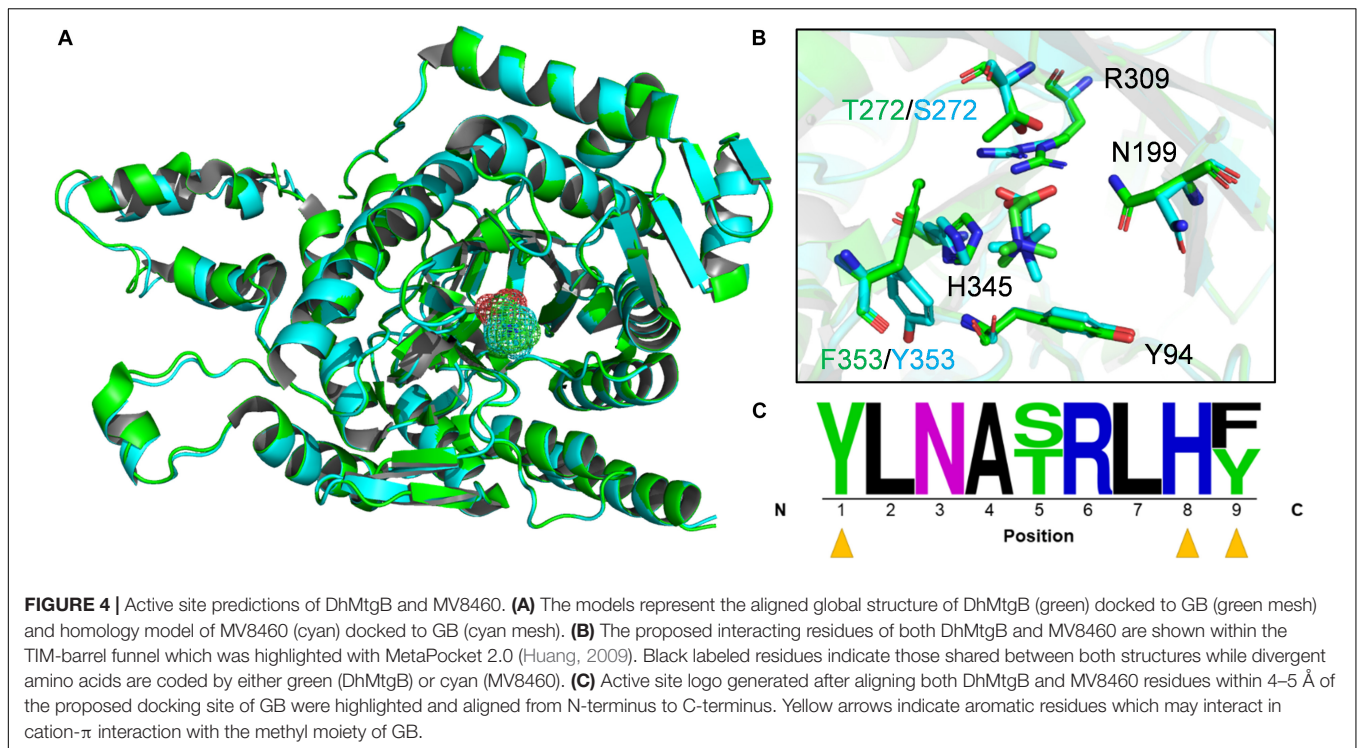 A
B
R309
T272/S272
N199
H345
F353/Y353
Y94
C
YLNASRLHF
TY
N 1 2 3 4 5 6 7 8 9 C
Position
FIGURE 4 | Active site predictions of DhMtgB and MV8460. (A) The models represent the aligned global structure of DhMtgB (green) docked to GB (green mesh)
and homology model of MV8460 (cyan) docked to GB (cyan mesh). (B) The proposed interacting residues of both DhMtgB and MV8460 are shown within the
TIM-barrel funnel which was highlighted with MetaPocket 2.0 (Huang, 2009). Black labeled residues indicate those shared between both structures while divergent
amino acids are coded by either green (DhMtgB) or cyan (MV8460). (C) Active site logo generated after aligning both DhMtgB and MV8460 residues within 4–5 Å of
the proposed docking site of GB were highlighted and aligned from N-terminus to C-terminus. Yellow arrows indicate aromatic residues which may interact in
cation-π interaction with the methyl moiety of GB.